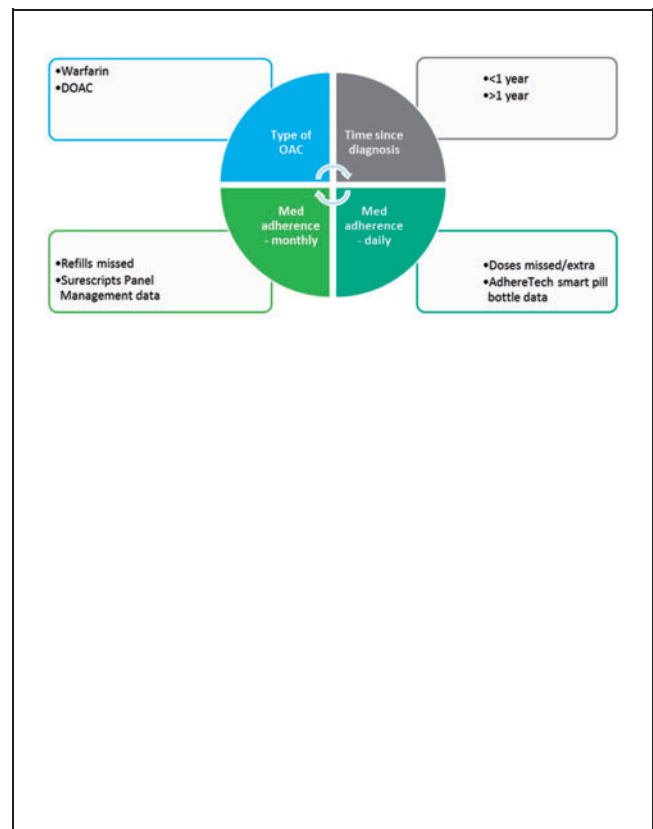 •Warfarin
•DOAC
•<1 year
•>1 year
Type of
OAC
Time since
diagnosis
Med
adherence
- monthly
Med
adherence
- daily
•Refills missed
•Surescripts Panel
Management data
•Doses missed/extra
•AdhereTech smart pill
bottle data